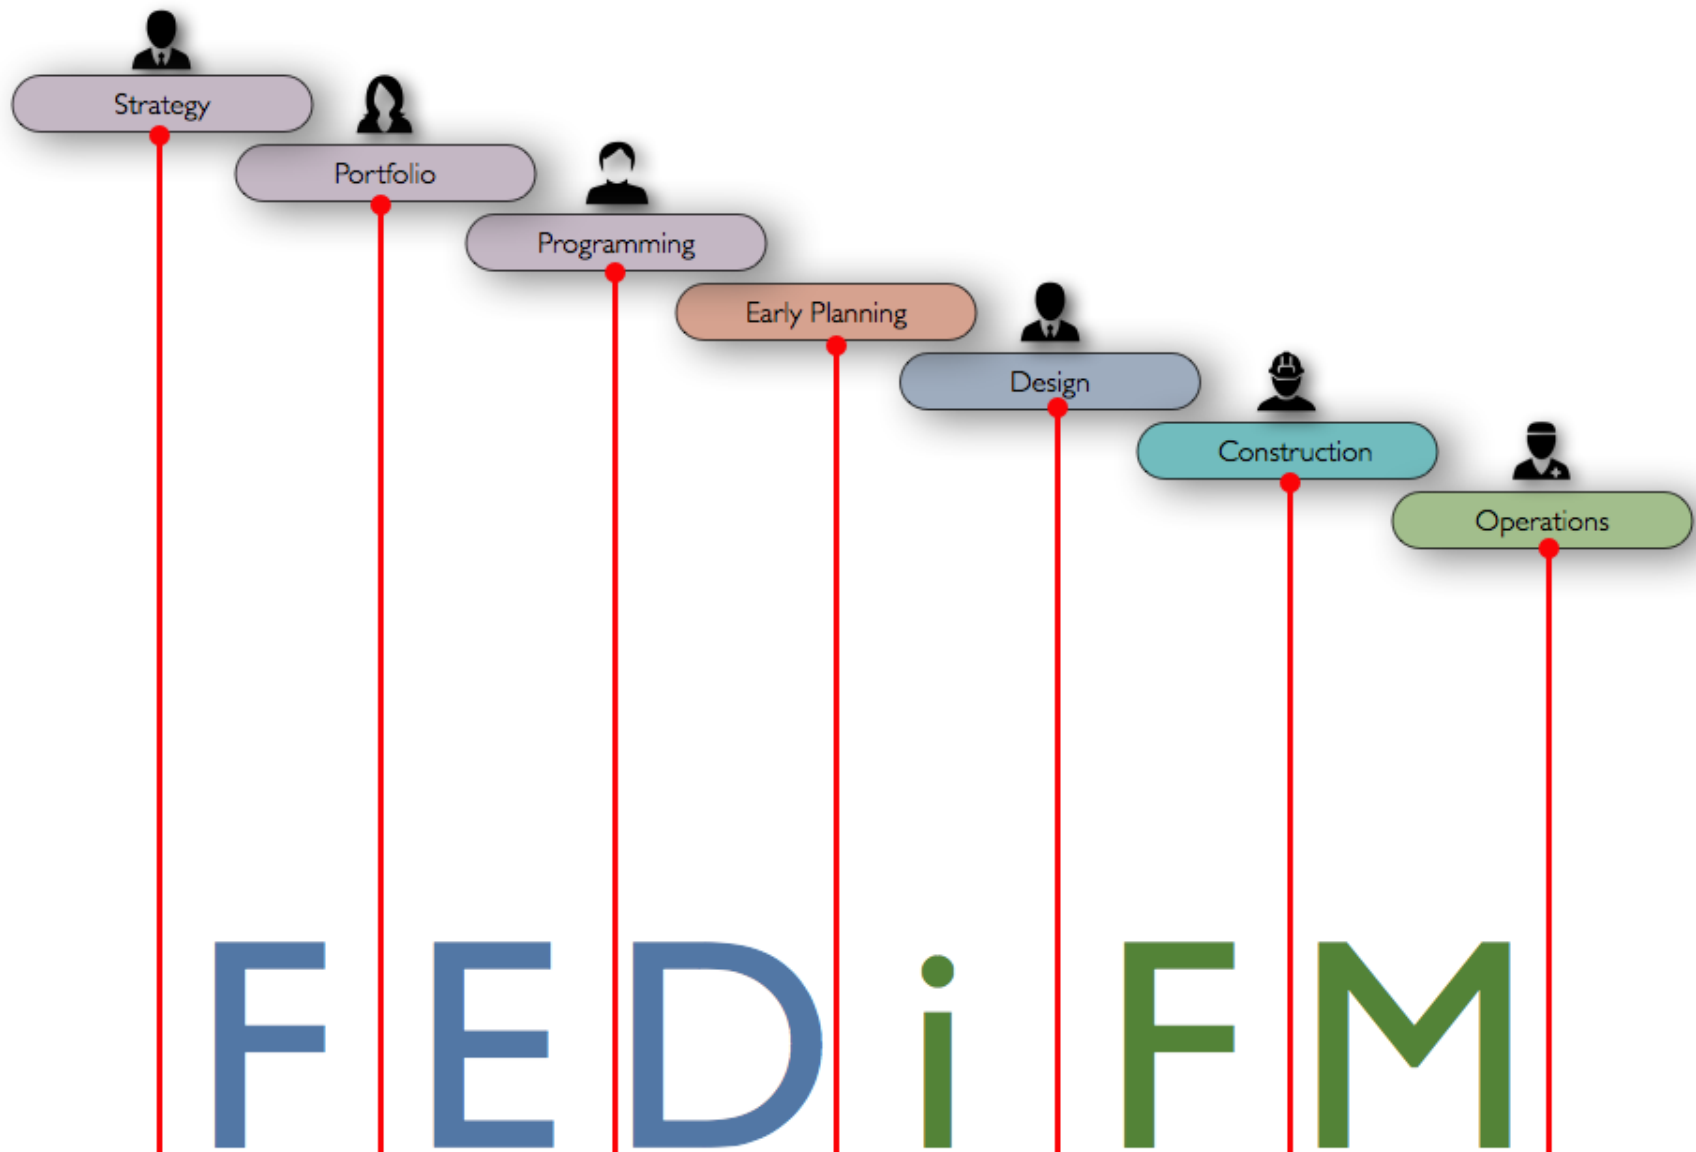 Strategy
Portfolio
Programming
Early Planning
Design
Construction
Operations
FEDiFM